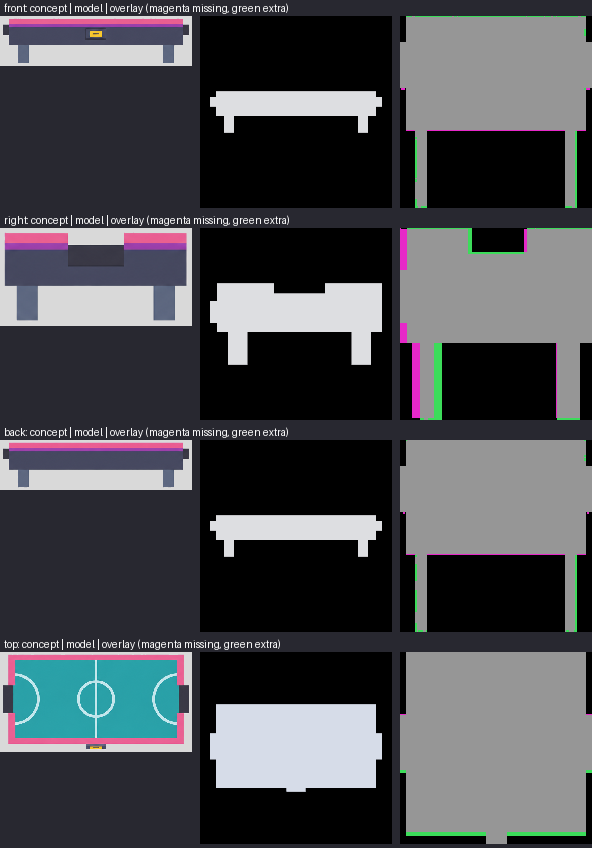 front: concept | model | overlay (magenta missing, green extra)
right: concept | model | overlay (magenta missing, green extra)
back: concept | model | overlay (magenta missing, green extra)
top: concept | model | overlay (magenta missing, green extra)